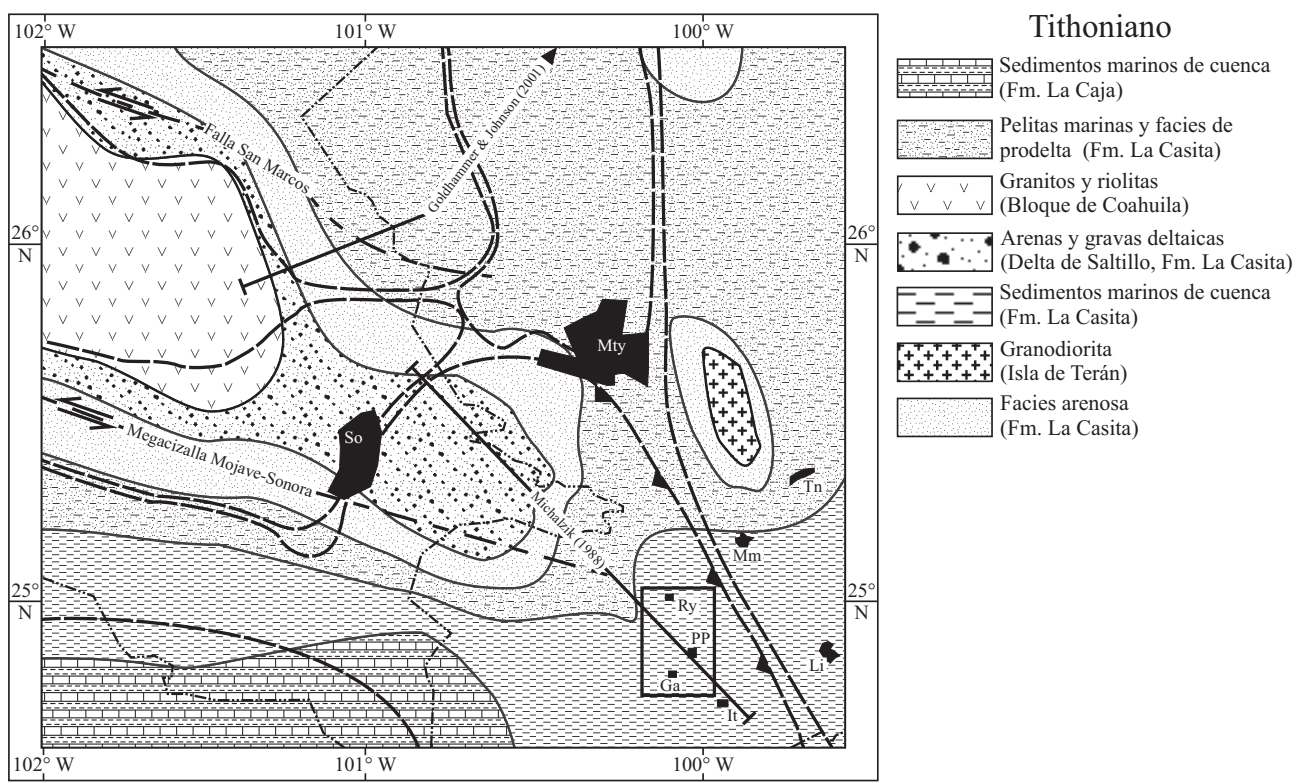 102° W
101° W
100° W
Tithoniano
Sedimentos marinos de cuenca
(Fm. La Caja)
Pelitas marinas y facies de
prodelta (Fm. La Casita)
Granitos y riolitas
(Bloque de Coahuila)
Arenas y gravas deltaicas
(Delta de Saltillo, Fm. La Casita)
Sedimentos marinos de cuenca
(Fm. La Casita)
Granodiorita
(Isla de Terán)
Facies arenosa
(Fm. La Casita)
Falla San Marcos
Goldhammer & Johnson (2001)
26°
N
26°
N
Mty
So
Megacizalla Mojave-Sonora
Michalzik (1988)
Tn
Mm
25°
N
25°
N
Ry
PP
Ga
Li
It
102° W
101° W
100° W